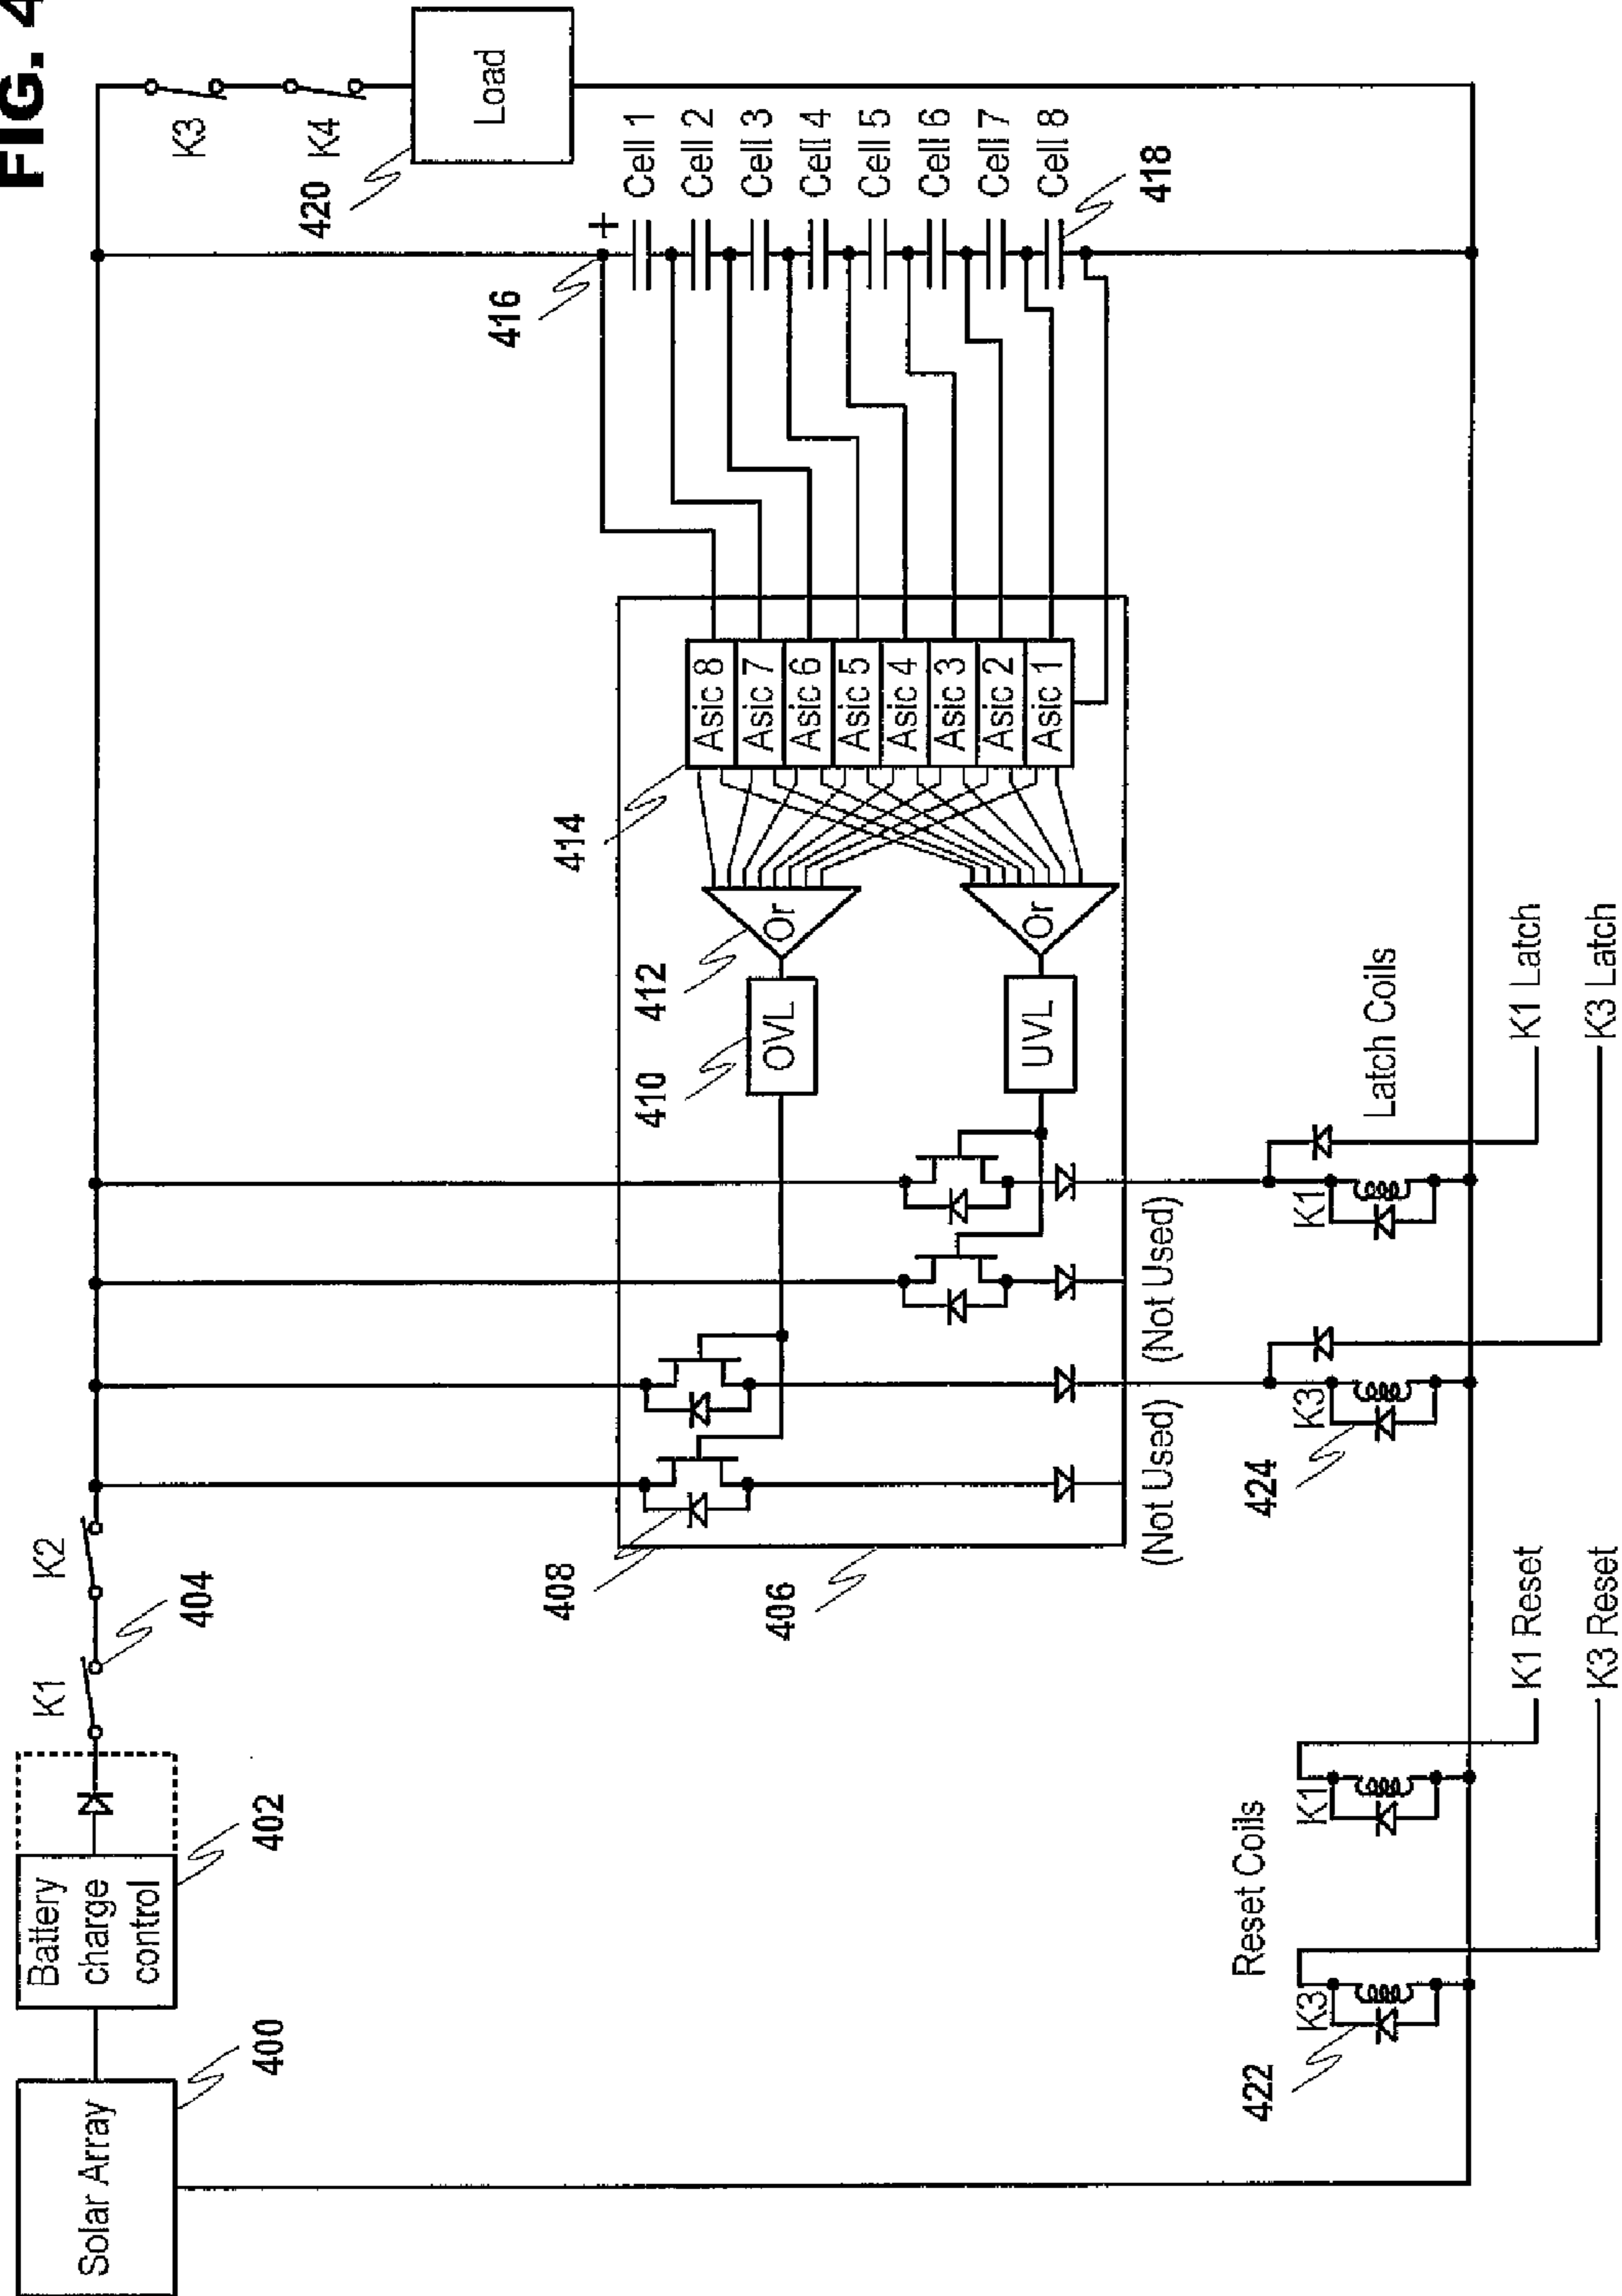 FIG. 4
Solar Array
400
Battery
charge
control
402
K1
K2
404
K3
K4
Load
420
416
+
Cell 1
Cell 2
Cell 3
Cell 4
Cell 5
Cell 6
Cell 7
Cell 8
418
406
408
410
412
414
OVL
Or
UVL
Or
Asic 8
Asic 7
Asic 6
Asic 5
Asic 4
Asic 3
Asic 2
Asic 1
(Not Used)
(Not Used)
Reset Coils
K3
K1
422
K1 Reset
K3 Reset
K3
K1
424
Latch Coils
K1 Latch
K3 Latch